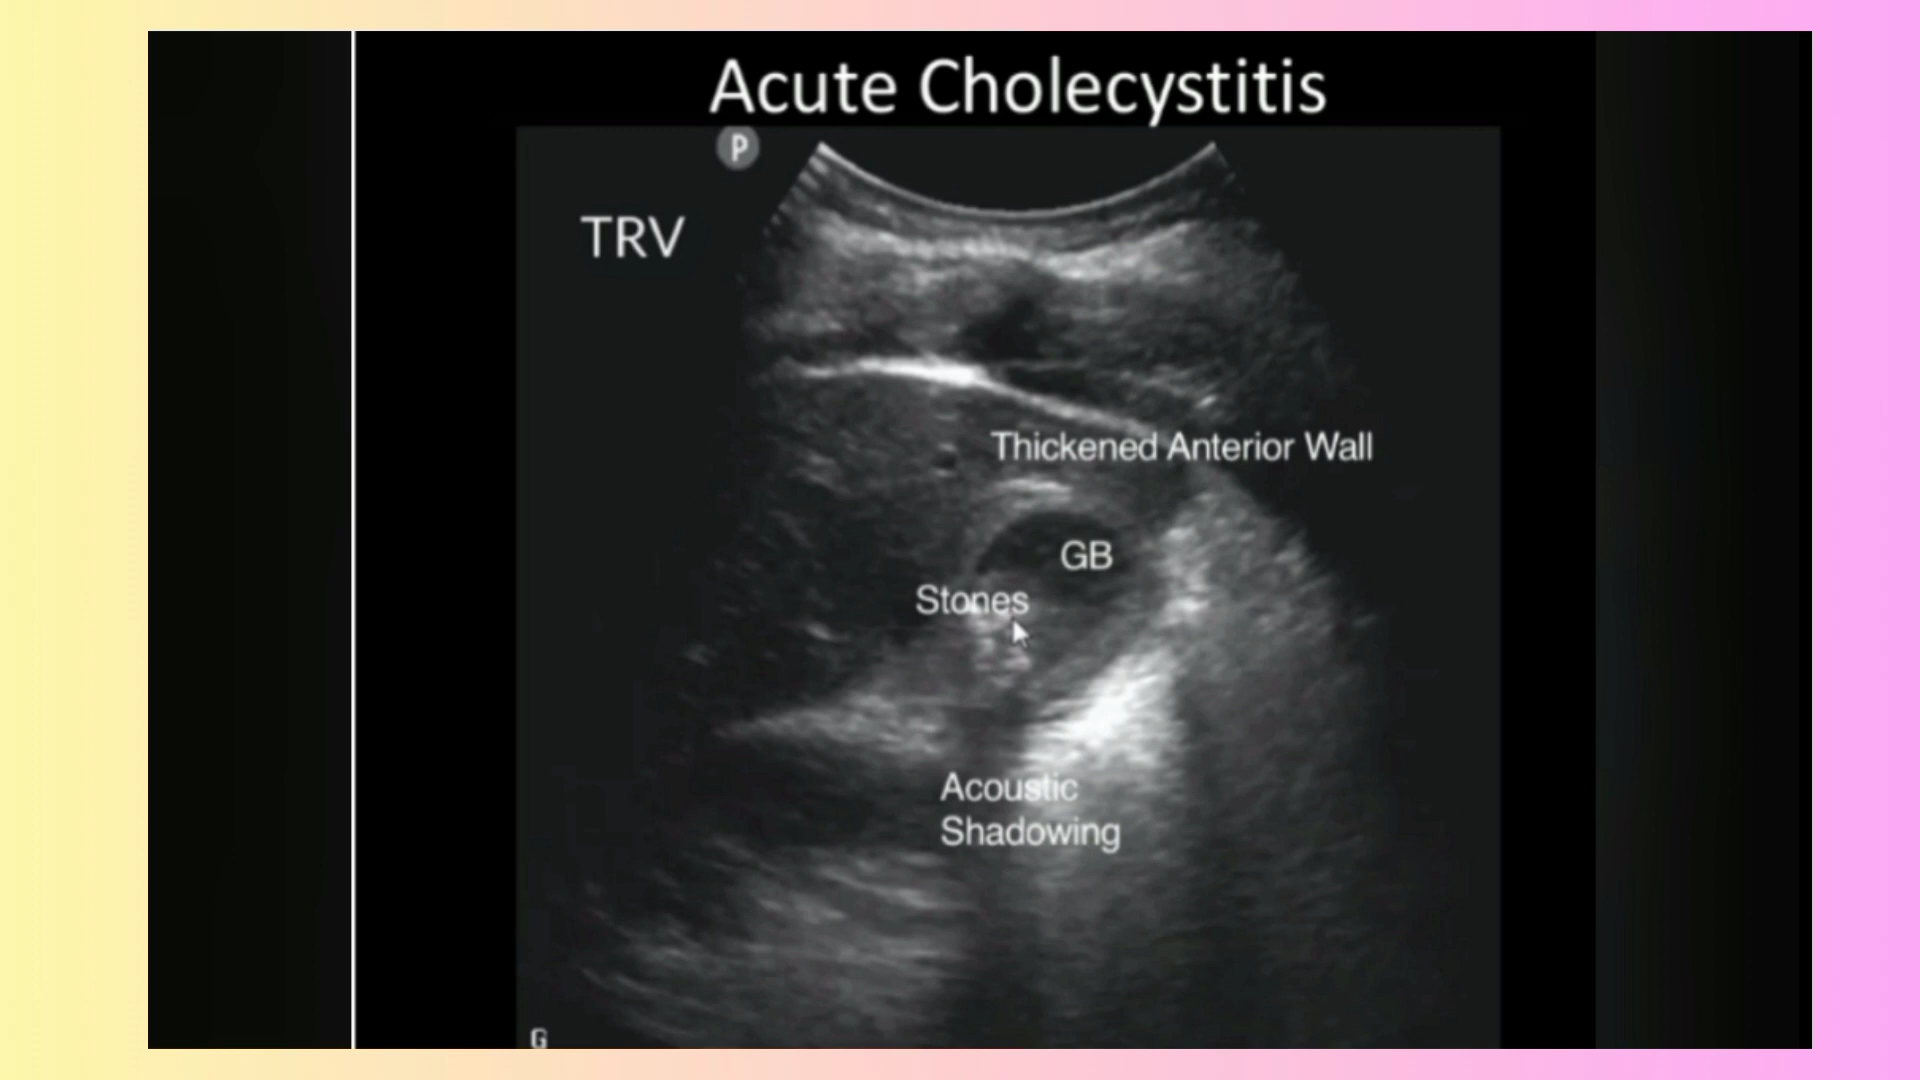 Acute Cholecystitis
P
TRV
Thickened Anterior Wall
GB
Stones
Acoustic
Shadowing
G